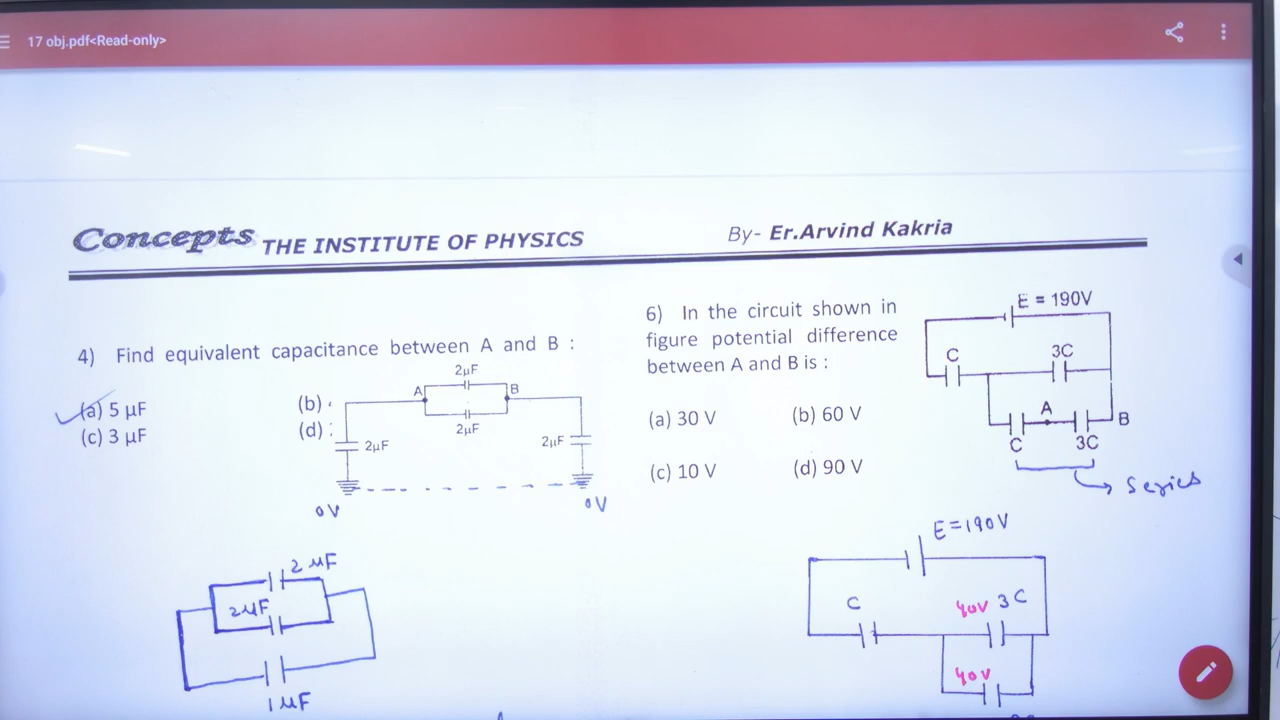 17 obj.pdf<Read-only>
Concepts THE INSTITUTE OF PHYSICS
By- Er.Arvind Kakria
4) Find equivalent capacitance between A and B :
(a) 5 μF
(b)
(c) 3 μF
(d) :
2μF
A
B
2μF
2μF
2μF
0V
0V
2μF
2μF
1μF
6) In the circuit shown in
figure potential difference
between A and B is :
(a) 30 V
(b) 60 V
(c) 10 V
(d) 90 V
E = 190V
C
3C
A
B
C
3C
Series
E=190V
C
40V 3C
40V